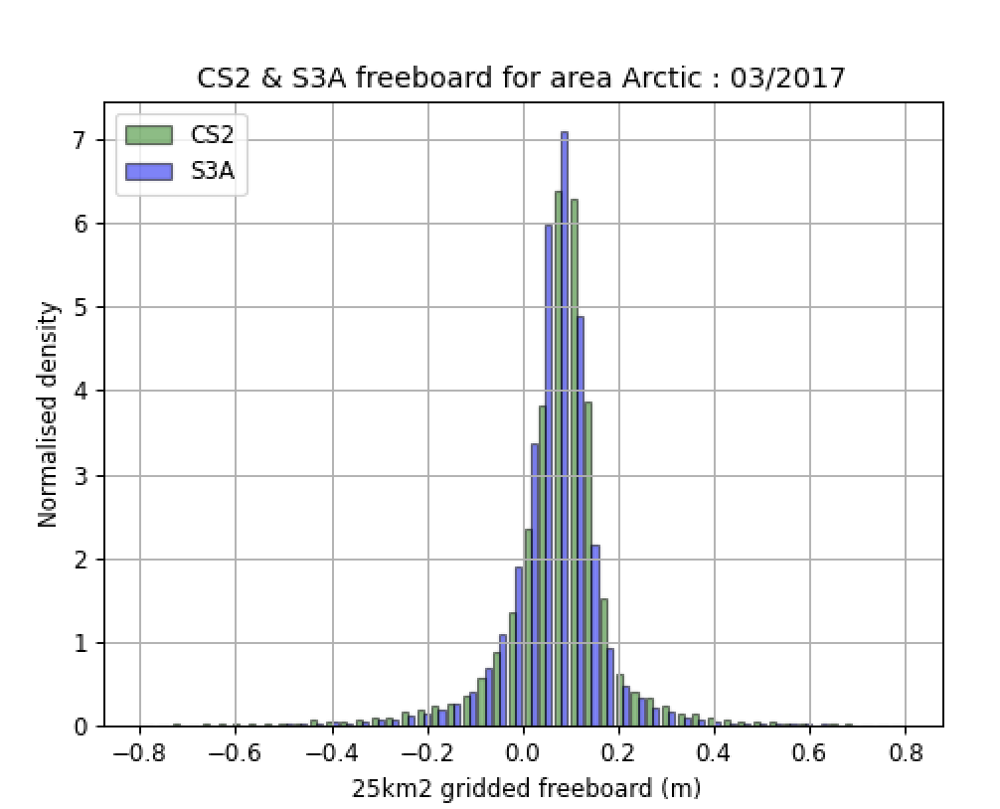 CS2 & S3A freeboard for area Arctic : 03/2017
CS2
S3A
7
6
5
4
3
2
1
0
Normalised density
−0.8 −0.6 −0.4 −0.2 0.0 0.2 0.4 0.6 0.8
25km2 gridded freeboard (m)